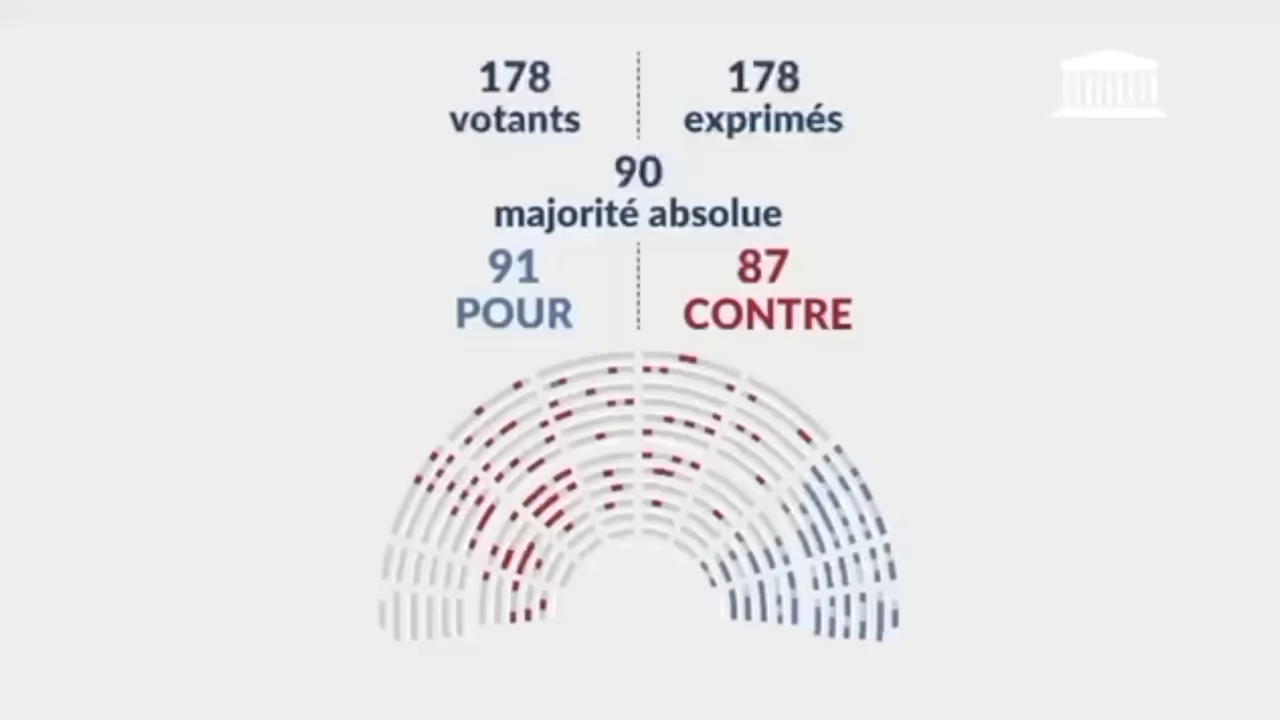 178
votants
178
exprimés
90
majorité absolue
91
POUR
87
CONTRE